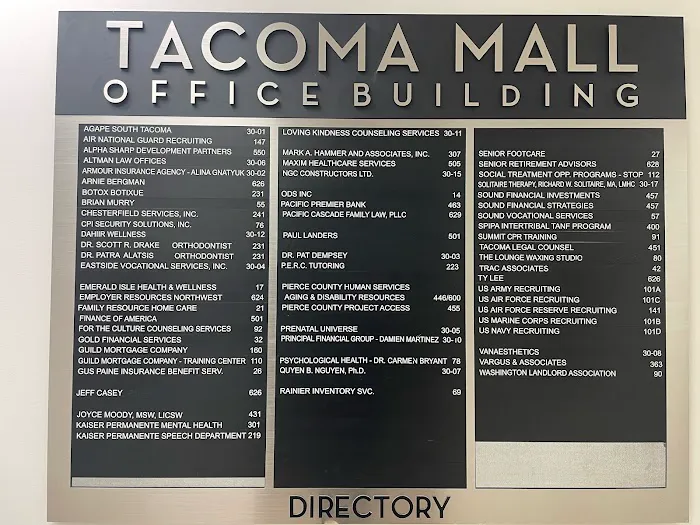 TACOMA MALL
OFFICE BUILDING
AGAPE SOUTH TACOMA 30-01
AIR NATIONAL GUARD RECRUITING 147
ALPHA SHARP DEVELOPMENT PARTNERS 550
ALTMAN LAW OFFICES 30-06
ARMOUR INSURANCE AGENCY - ALINA GNATYUK 30-02
ARNIE BERGMAN 626
BOTOX BOTIXUE 231
BRIAN MURRY 55
CHESTERFIELD SERVICES, INC. 241
CPI SECURITY SOLUTIONS, INC. 76
DAHIIR WELLNESS 30-12
DR. SCOTT R. DRAKE ORTHODONTIST 231
DR. PATRA ALATSIS ORTHODONTIST 231
EASTSIDE VOCATIONAL SERVICES, INC. 30-04
EMERALD ISLE HEALTH & WELLNESS 17
EMPLOYER RESOURCES NORTHWEST 624
FAMILY RESOURCE HOME CARE 21
FINANCE OF AMERICA 501
FOR THE CULTURE COUNSELING SERVICES 92
GOLD FINANCIAL SERVICES 32
GUILD MORTGAGE COMPANY 160
GUILD MORTGAGE COMPANY - TRAINING CENTER 110
GUS PAINE INSURANCE BENEFIT SERV. 26
JEFF CASEY 626
JOYCE MOODY, MSW, LICSW 431
KAISER PERMANENTE MENTAL HEALTH 301
KAISER PERMANENTE SPEECH DEPARTMENT 219
LOVING KINDNESS COUNSELING SERVICES 30-11
MARK A. HAMMER AND ASSOCIATES, INC. 307
MAXIM HEALTHCARE SERVICES 505
NGC CONSTRUCTORS LTD. 30-15
ODS INC 14
PACIFIC PREMIER BANK 463
PACIFIC CASCADE FAMILY LAW, PLLC 629
PAUL LANDERS 501
DR. PAT DEMPSEY 30-03
P.E.R.C. TUTORING 223
PIERCE COUNTY HUMAN SERVICES
AGING & DISABILITY RESOURCES 446/600
PIERCE COUNTY PROJECT ACCESS 455
PRENATAL UNIVERSE 30-05
PRINCIPAL FINANCIAL GROUP - DAMIEN MARTINEZ 30-10
PSYCHOLOGICAL HEALTH - DR. CARMEN BRYANT 78
QUYEN B. NGUYEN, Ph.D. 30-07
RAINIER INVENTORY SVC. 69
SENIOR FOOTCARE 27
SENIOR RETIREMENT ADVISORS 628
SOCIAL TREATMENT OPP. PROGRAMS - STOP 112
SOLITAIRE THERAPY, RICHARD W. SOLITAIRE, MA, LMHC 30-17
SOUND FINANCIAL INVESTMENTS 457
SOUND FINANCIAL STRATEGIES 457
SOUND VOCATIONAL SERVICES 57
SPIPA INTERTRIBAL TANF PROGRAM 400
SUMMIT CPR TRAINING 91
TACOMA LEGAL COUNSEL 451
THE LOUNGE WAXING STUDIO 80
TRAC ASSOCIATES 42
TY LEE 626
US ARMY RECRUITING 101A
US AIR FORCE RECRUITING 101C
US AIR FORCE RESERVE RECRUITING 141
US MARINE CORPS RECRUITING 101B
US NAVY RECRUITING 101D
VANAESTHETICS 30-08
VARGUS & ASSOCIATES 363
WASHINGTON LANDLORD ASSOCIATION 90
DIRECTORY